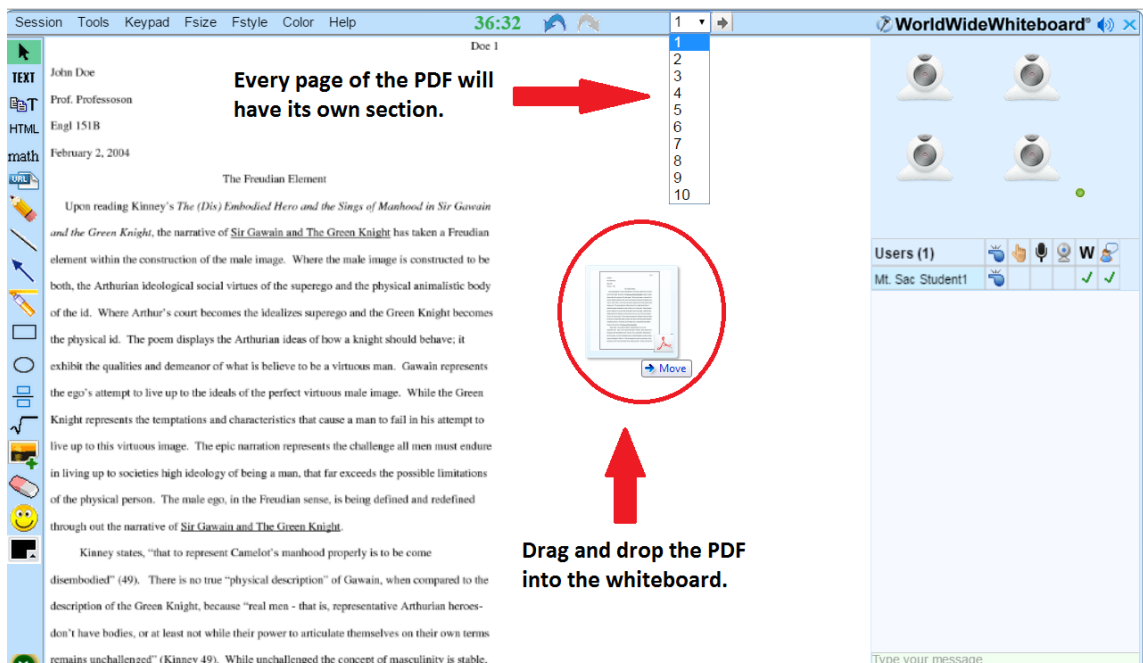 Session Tools Keypad Fsize Fstyle Color Help 36:32 1 WorldWideWhiteboard®
1
2
3
4
5
6
7
8
9
10
TEXT
T
HTML
math
URL
Every page of the PDF will
have its own section.
Doe 1
John Doe
Prof. Professoson
Engl 151B
February 2, 2004
The Freudian Element
Upon reading Kinney's The (Dis) Embodied Hero and the Sings of Manhood in Sir Gawain
and the Green Knight, the narrative of Sir Gawain and The Green Knight has taken a Freudian
element within the construction of the male image. Where the male image is constructed to be
both, the Arthurian ideological social virtues of the superego and the physical animalistic body
of the id. Where Arthur's court becomes the idealizes superego and the Green Knight becomes
the physical id. The poem displays the Arthurian ideas of how a knight should behave; it
exhibit the qualities and demeanor of what is believe to be a virtuous man. Gawain represents
the ego's attempt to live up to the ideals of the perfect virtuous male image. While the Green
Knight represents the temptations and characteristics that cause a man to fail in his attempt to
live up to this virtuous image. The epic narration represents the challenge all men must endure
in living up to societies high ideology of being a man, that far exceeds the possible limitations
of the physical person. The male ego, in the Freudian sense, is being defined and redefined
through out the narrative of Sir Gawain and The Green Knight.
Kinney states, “that to represent Camelot's manhood properly is to be come
disembodied” (49). There is no true “physical description” of Gawain, when compared to the
description of the Green Knight, because “real men - that is, representative Arthurian heroes-
don't have bodies, or at least not while their power to articulate themselves on their own terms
remains unchallenged” (Kinney 49). While unchallenged the concept of masculinity is stable,
Move
Drag and drop the PDF
into the whiteboard.
Users (1) W
Mt. Sac Student1
Type your message